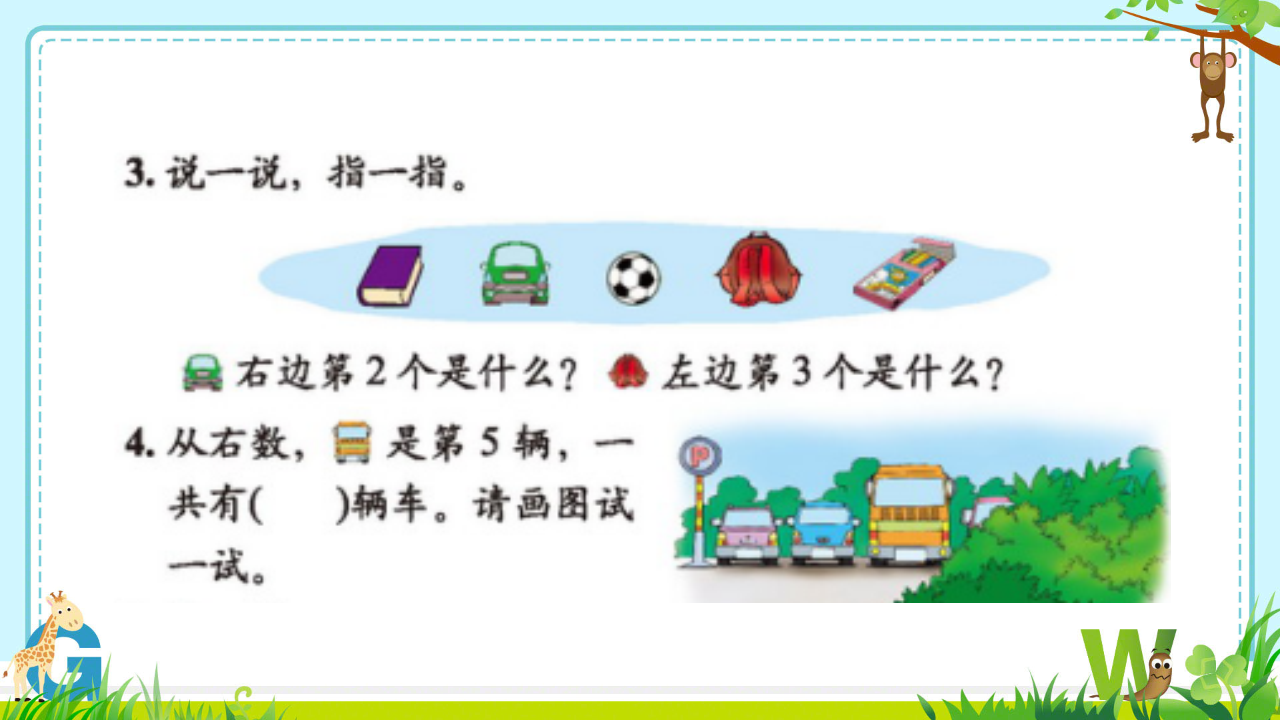 3. 说一说，指一指。
右边第2个是什么？ 左边第3个是什么？
4. 从右数， 是第 5 辆，一
共有( )辆车。请画图试
一试。
P
G
W